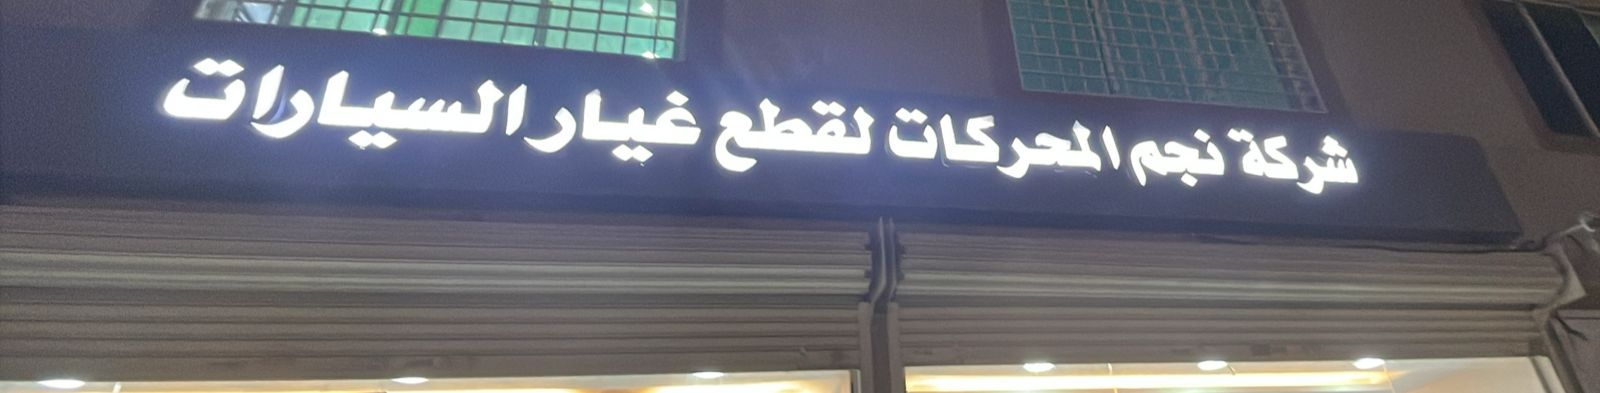 شركة نجم المحركات لقطع غيار السيارات